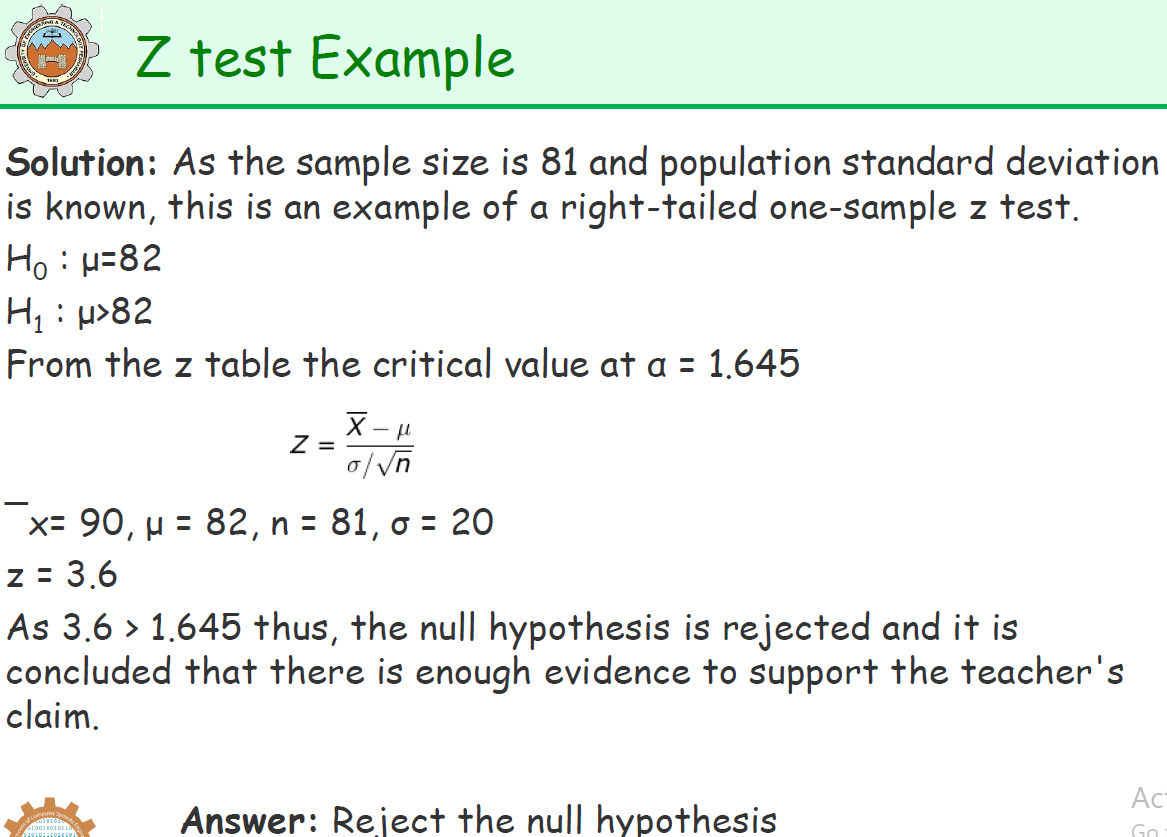 Z test Example
Solution: As the sample size is 81 and population standard deviation
is known, this is an example of a right-tailed one-sample z test.
H₀ : μ=82
H₁ : μ>82
From the z table the critical value at α = 1.645
z = (x̅ − μ) / (σ/√n)
‾x= 90, μ = 82, n = 81, σ = 20
z = 3.6
As 3.6 > 1.645 thus, the null hypothesis is rejected and it is
concluded that there is enough evidence to support the teacher's
claim.
Answer: Reject the null hypothesis